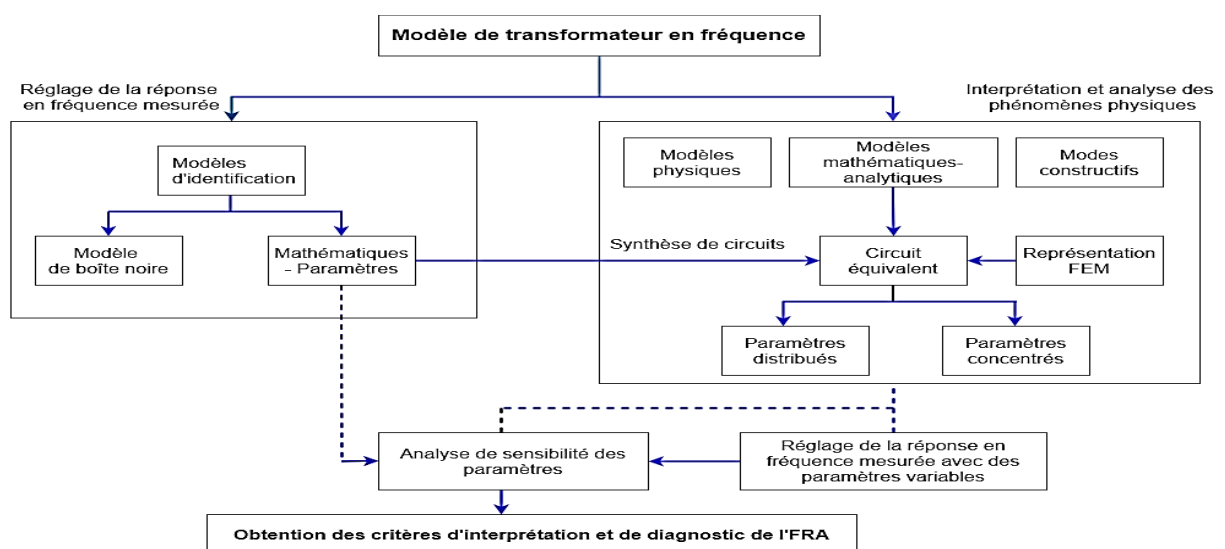 Modèle de transformateur en fréquence
Réglage de la réponse
en fréquence mesurée
Interprétation et analyse des
phénomènes physiques
Modèles
d'identification
Modèle
de boîte noire
Mathématiques
- Paramètres
Modèles
physiques
Modèles
mathématiques-
analytiques
Modes
constructifs
Synthèse de circuits
Circuit
équivalent
Représentation
FEM
Paramètres
distribués
Paramètres
concentrés
Analyse de sensibilité des
paramètres
Réglage de la réponse en
fréquence mesurée avec des
paramètres variables
Obtention des critères d'interprétation et de diagnostic de l'FRA